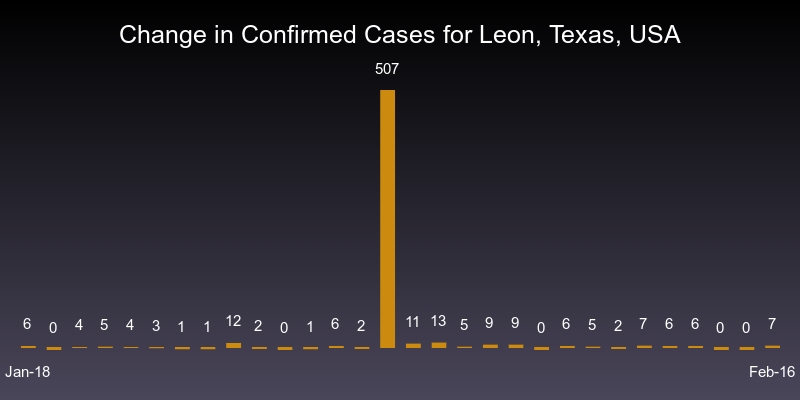 Change in Confirmed Cases for Leon, Texas, USA
507
6 0 4 5 4 3 1 1 12 2 0 1 6 2 11 13 5 9 9 0 6 5 2 7 6 6 0 0 7
Jan-18 Feb-16